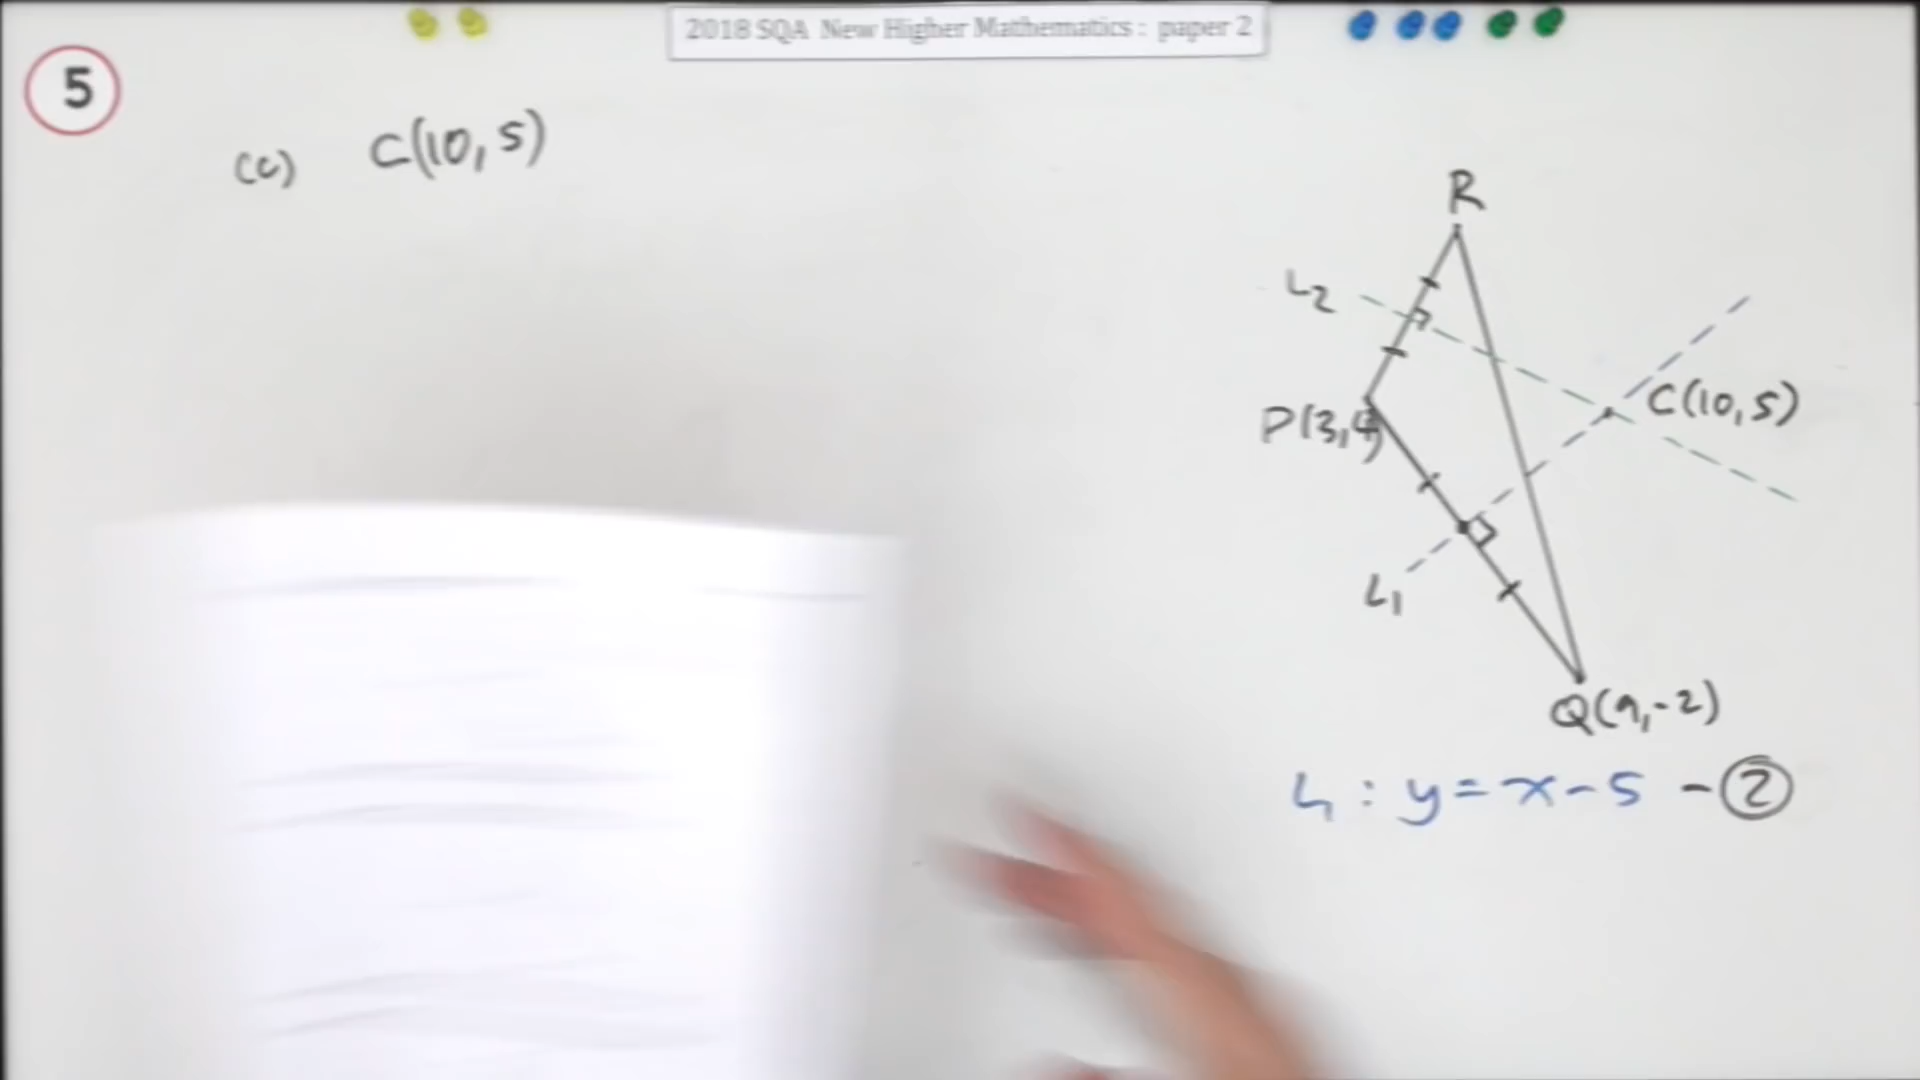 2018 SQA New Higher Mathematics : paper 2
5
(c) C(10, 5)
R
L2
C(10, 5)
P(3,4)
L1
Q(9,-2)
L1 : y = x - 5 - ②